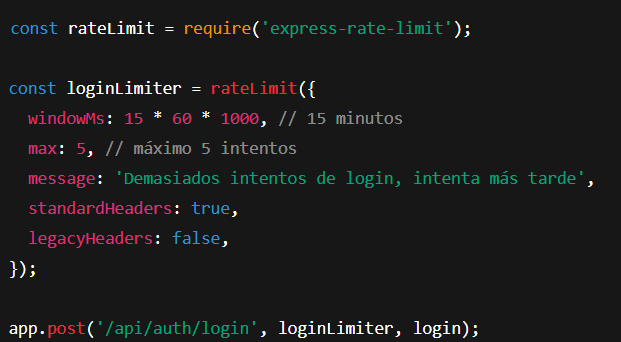 const rateLimit = require('express-rate-limit');
const loginLimiter = rateLimit({
windowMs: 15 * 60 * 1000, // 15 minutos
max: 5, // máximo 5 intentos
message: 'Demasiados intentos de login, intenta más tarde',
standardHeaders: true,
legacyHeaders: false,
});
app.post('/api/auth/login', loginLimiter, login);